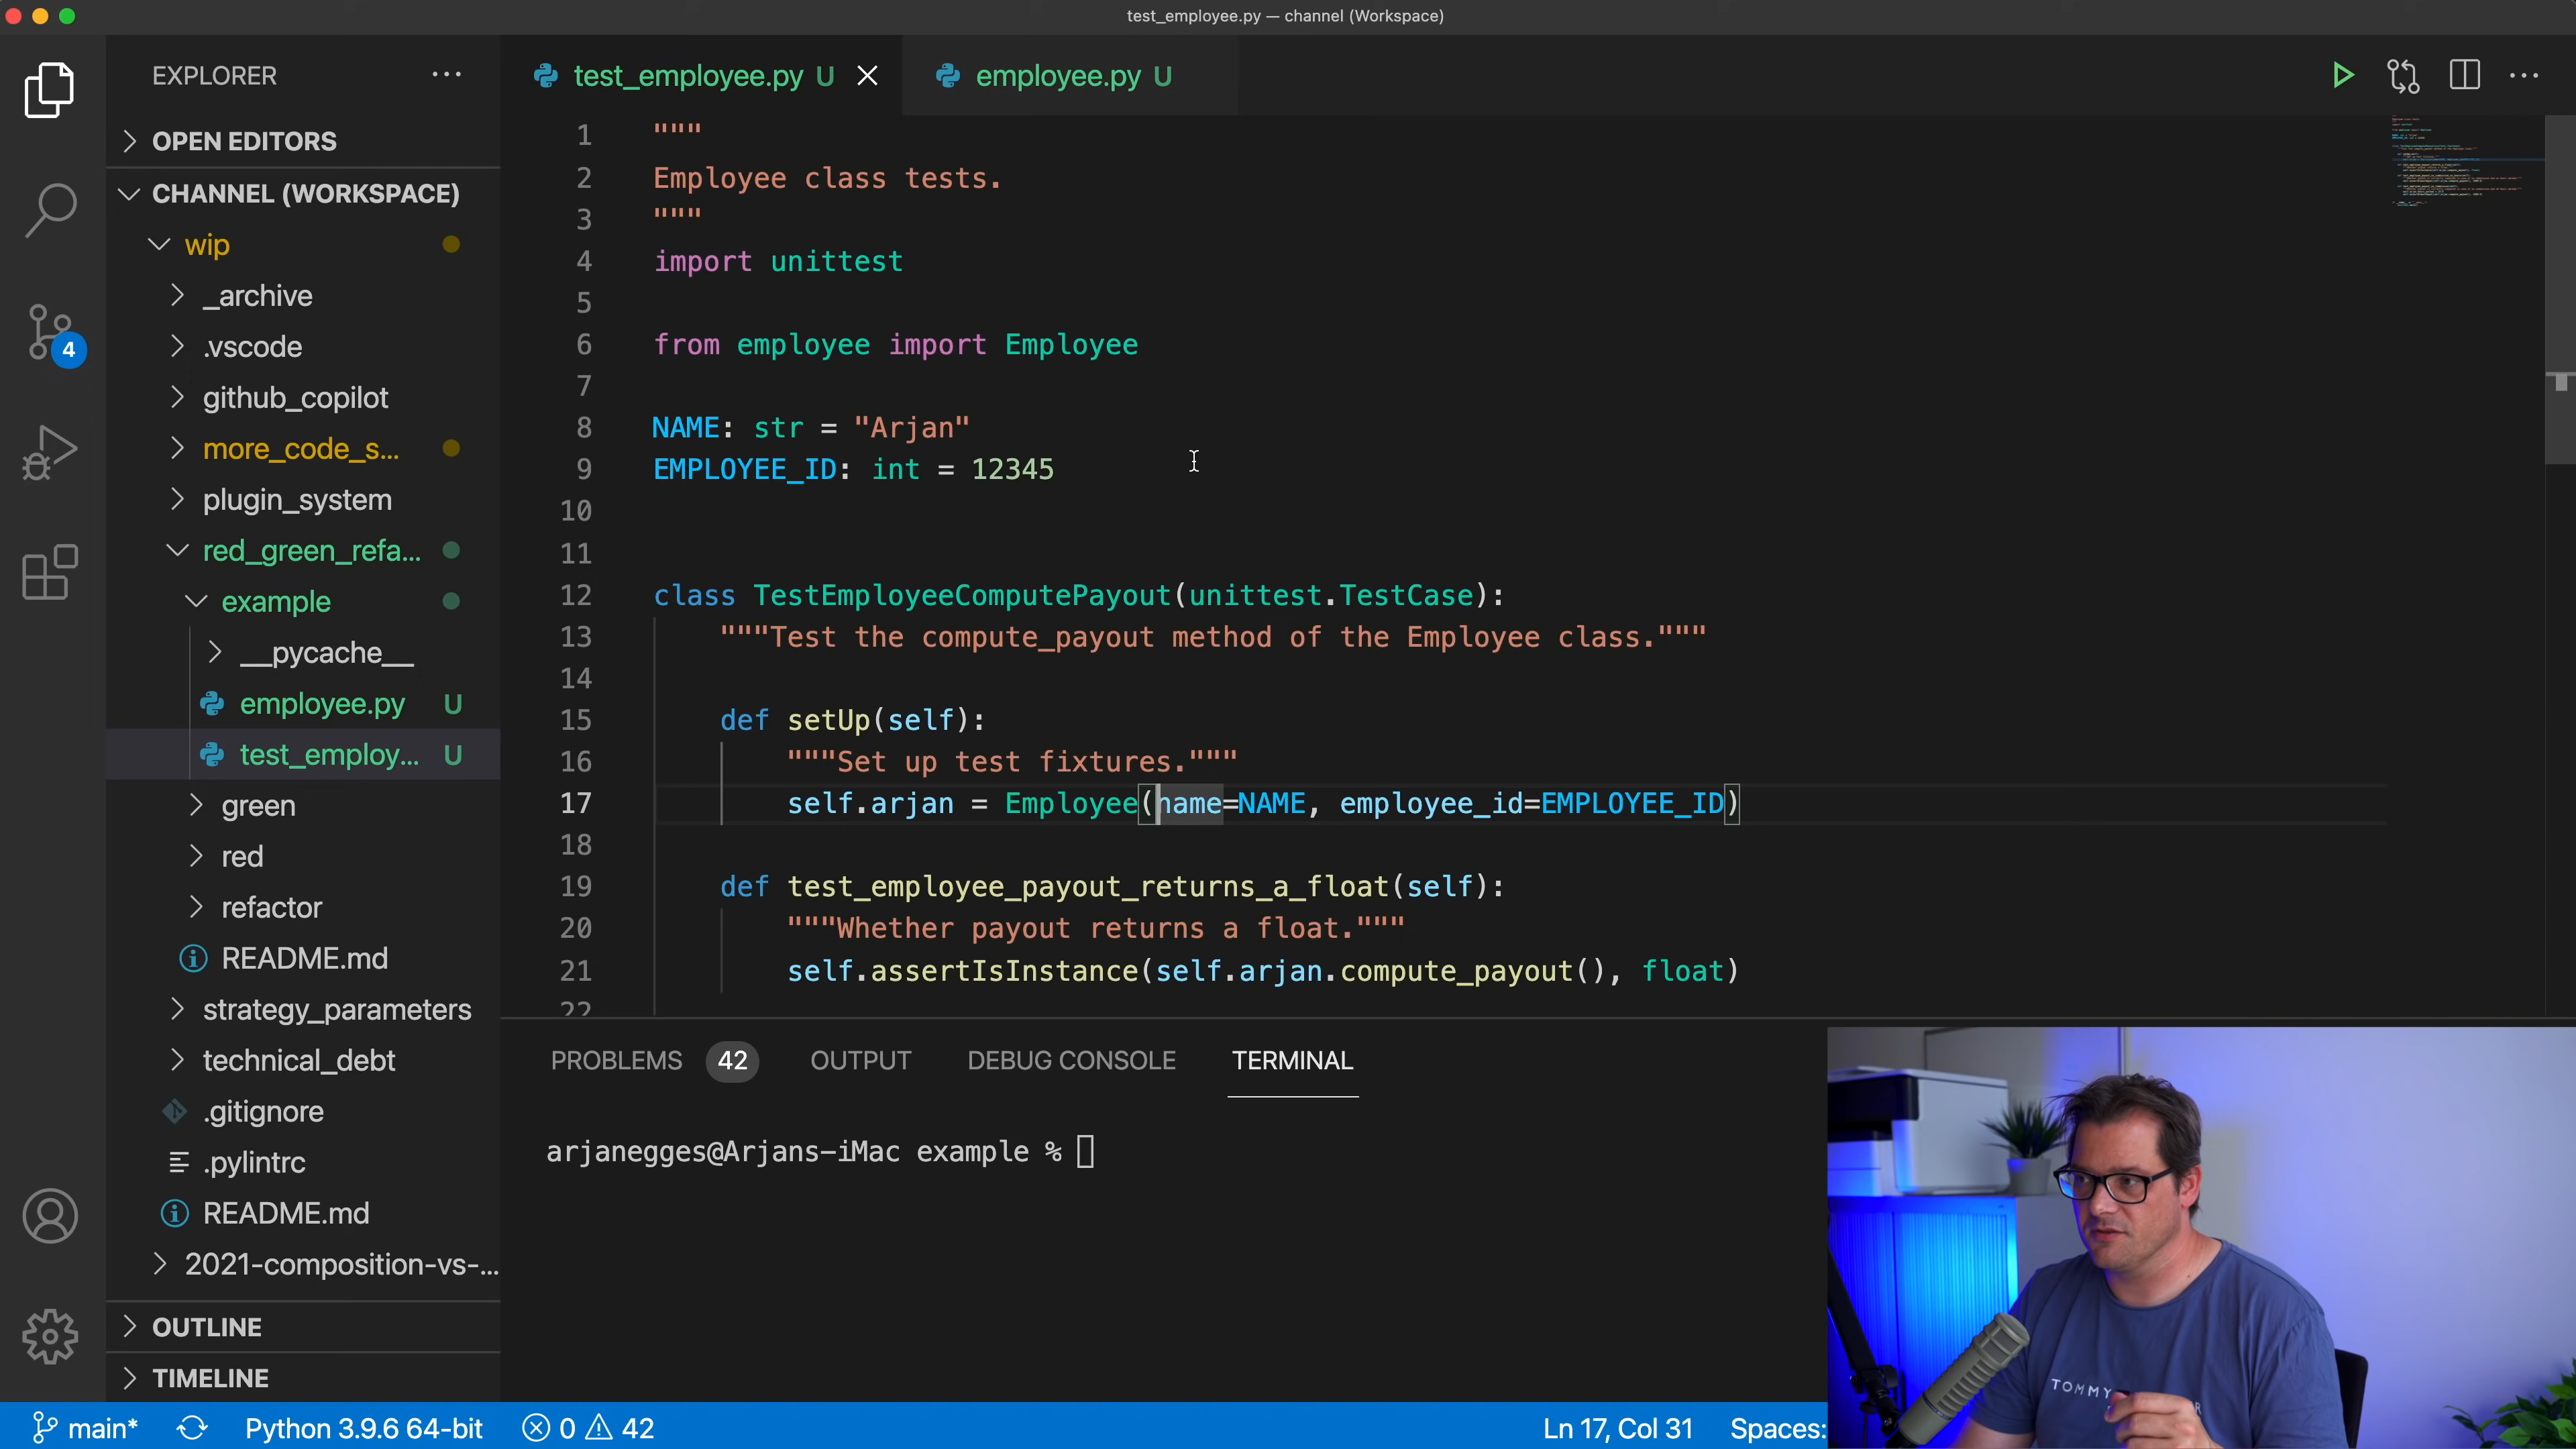 test_employee.py — channel (Workspace)
EXPLORER
test_employee.py U
employee.py U
OPEN EDITORS
CHANNEL (WORKSPACE)
wip
_archive
.vscode
github_copilot
more_code_s...
plugin_system
red_green_refa...
example
__pycache__
employee.py U
test_employ... U
green
red
refactor
README.md
strategy_parameters
technical_debt
.gitignore
.pylintrc
README.md
2021-composition-vs-...
OUTLINE
TIMELINE
4
1 """
2 Employee class tests.
3 """
4 import unittest
5
6 from employee import Employee
7
8 NAME: str = "Arjan"
9 EMPLOYEE_ID: int = 12345
10
11
12 class TestEmployeeComputePayout(unittest.TestCase):
13 """Test the compute_payout method of the Employee class."""
14
15 def setUp(self):
16 """Set up test fixtures."""
17 self.arjan = Employee(name=NAME, employee_id=EMPLOYEE_ID)
18
19 def test_employee_payout_returns_a_float(self):
20 """Whether payout returns a float."""
21 self.assertIsInstance(self.arjan.compute_payout(), float)
22
PROBLEMS 42 OUTPUT DEBUG CONSOLE TERMINAL
arjanegges@Arjans-iMac example %
TOMMY
main* Python 3.9.6 64-bit 0 42 Ln 17, Col 31 Spaces: